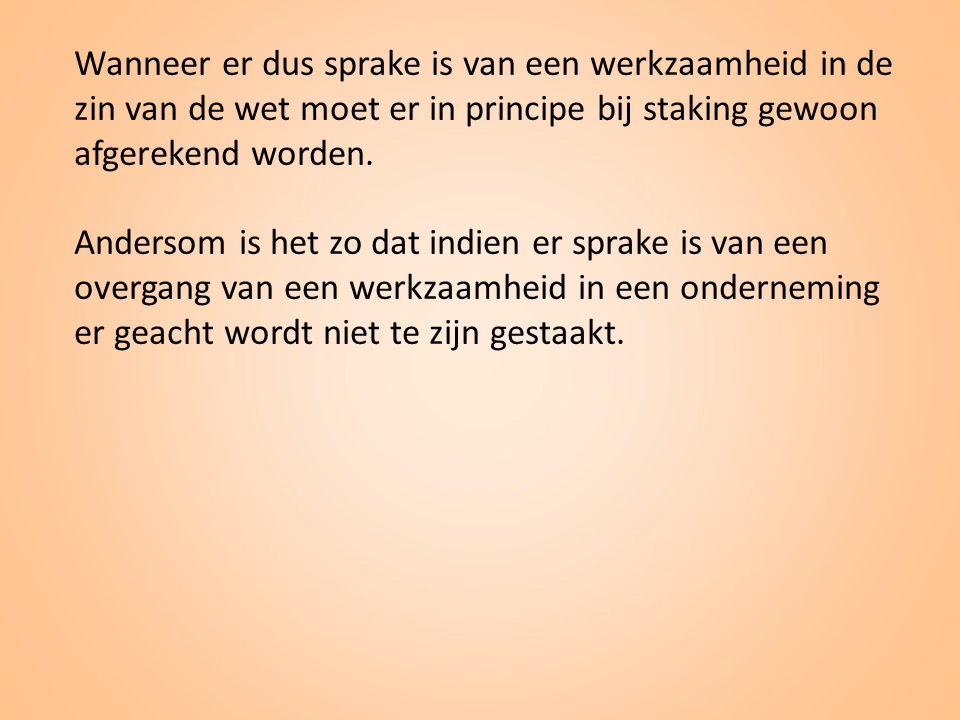 Wanneer er dus sprake is van een werkzaamheid in de
zin van de wet moet er in principe bij staking gewoon
afgerekend worden.
Andersom is het zo dat indien er sprake is van een
overgang van een werkzaamheid in een onderneming
er geacht wordt niet te zijn gestaakt.